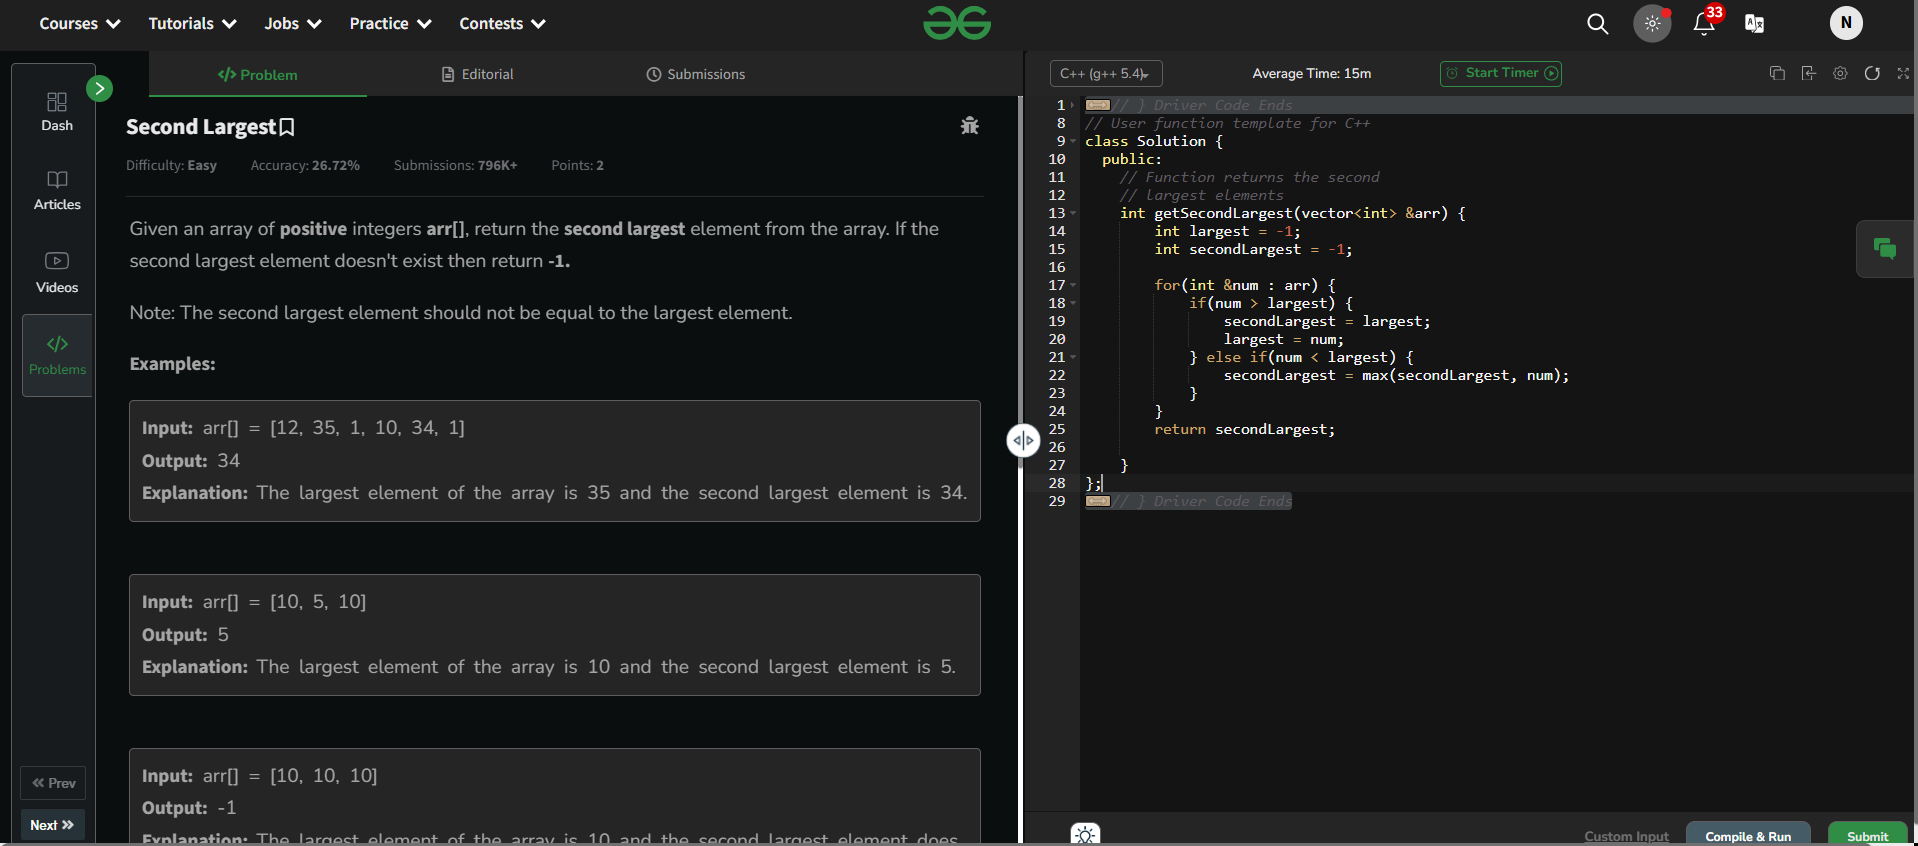 Courses Tutorials Jobs Practice Contests
33
N
Dash
Articles
Videos
Problems
« Prev
Next »
</> Problem
Editorial
Submissions
Second Largest
Difficulty: Easy Accuracy: 26.72% Submissions: 796K+ Points: 2
Given an array of positive integers arr[], return the second largest element from the array. If the
second largest element doesn't exist then return -1.
Note: The second largest element should not be equal to the largest element.
Examples:
Input: arr[] = [12, 35, 1, 10, 34, 1]
Output: 34
Explanation: The largest element of the array is 35 and the second largest element is 34.
Input: arr[] = [10, 5, 10]
Output: 5
Explanation: The largest element of the array is 10 and the second largest element is 5.
Input: arr[] = [10, 10, 10]
Output: -1
Explanation: The largest element of the array is 10 and the second largest element does
C++ (g++ 5.4)
Average Time: 15m
Start Timer
1 // } Driver Code Ends
8 // User function template for C++
9 class Solution {
10 public:
11 // Function returns the second
12 // largest elements
13 int getSecondLargest(vector<int> &arr) {
14 int largest = -1;
15 int secondLargest = -1;
16
17 for(int &num : arr) {
18 if(num > largest) {
19 secondLargest = largest;
20 largest = num;
21 } else if(num < largest) {
22 secondLargest = max(secondLargest, num);
23 }
24 }
25 return secondLargest;
26
27 }
28 };
29 // } Driver Code Ends
Custom Input
Compile & Run
Submit